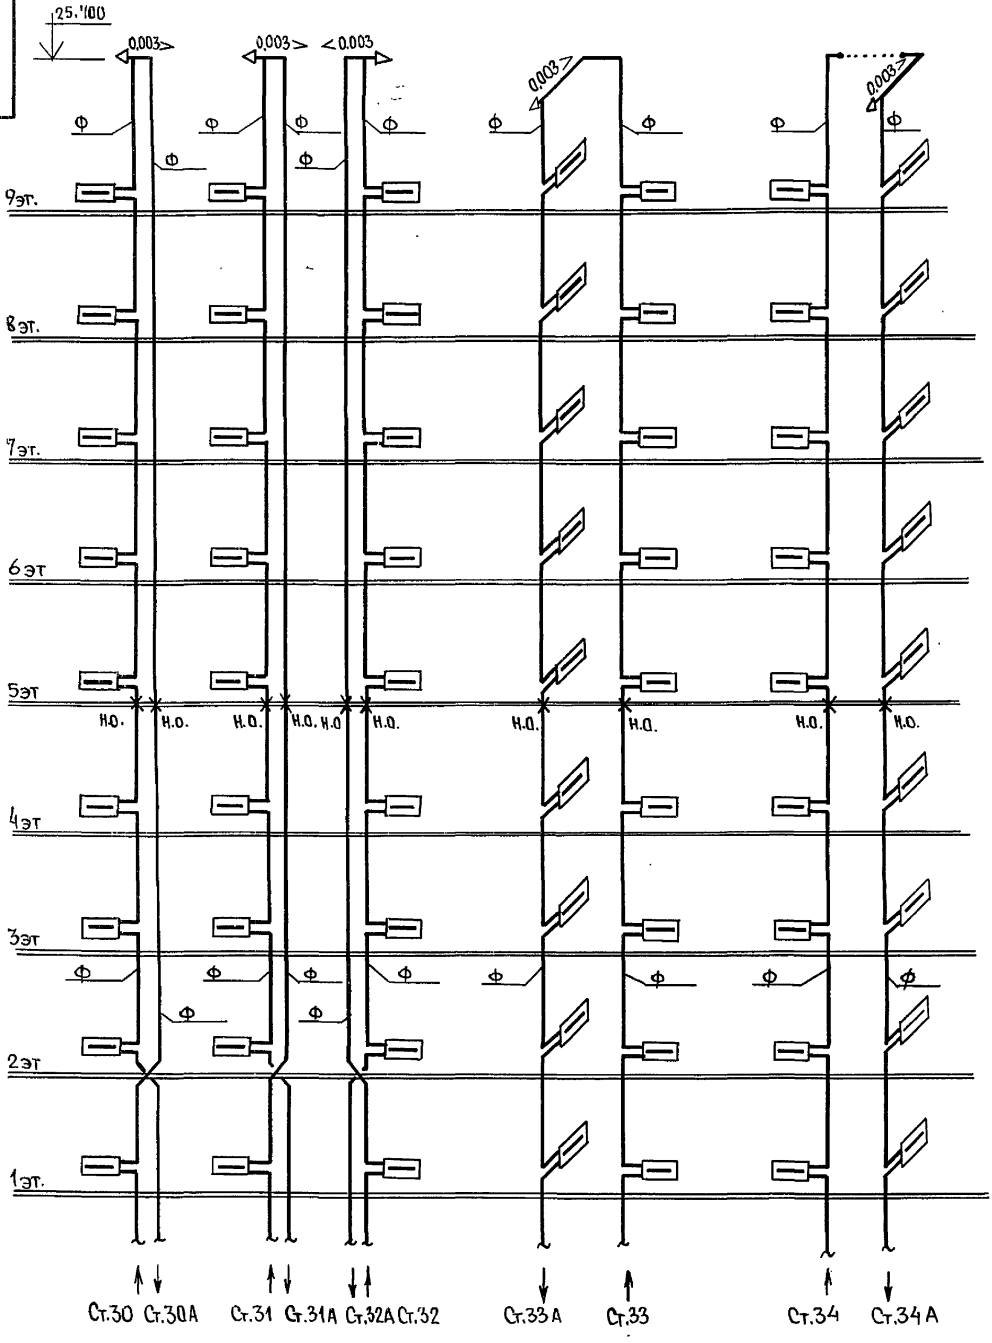 25.400
0.003> 0.003> <0.003 0.003> 0.003>
Ф Ф Ф Ф Ф Ф Ф Ф
Ф Ф
9эт.
8эт.
7эт.
6эт
5эт
Н.О. Н.О. Н.О. Н.О. Н.О Н.О. Н.О. Н.О. Н.О. Н.О.
4эт
3эт
Ф Ф Ф Ф Ф Ф Ф Ф
Ф Ф
2эт
1эт.
Ст.30 Ст.30А Ст.31 Ст.31А Ст.32А Ст.32 Ст.33А Ст.33 Ст.34 Ст.34А